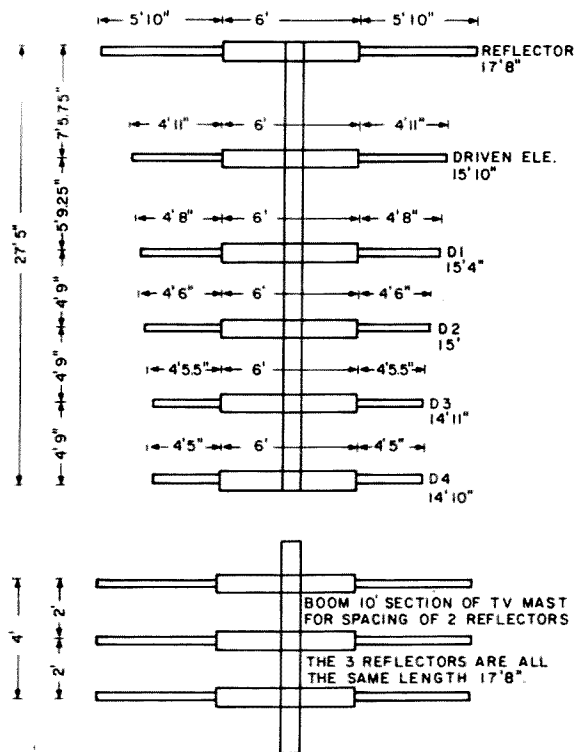 5'10" 6' 5'10"
REFLECTOR
17'8"
7'5.75"
4'11" 6' 4'11"
DRIVEN ELE.
15'10"
5'9.25"
27'5"
4'8" 6' 4'8"
D1
15'4"
4'9"
4'6" 6' 4'6"
D2
15'
4'9"
4'5.5" 6' 4'5.5"
D3
14'11"
4'9"
4'5" 6' 4'5"
D4
14'10"
4'
2'
2'
BOOM 10' SECTION OF TV MAST
FOR SPACING OF 2 REFLECTORS
THE 3 REFLECTORS ARE ALL
THE SAME LENGTH 17'8".